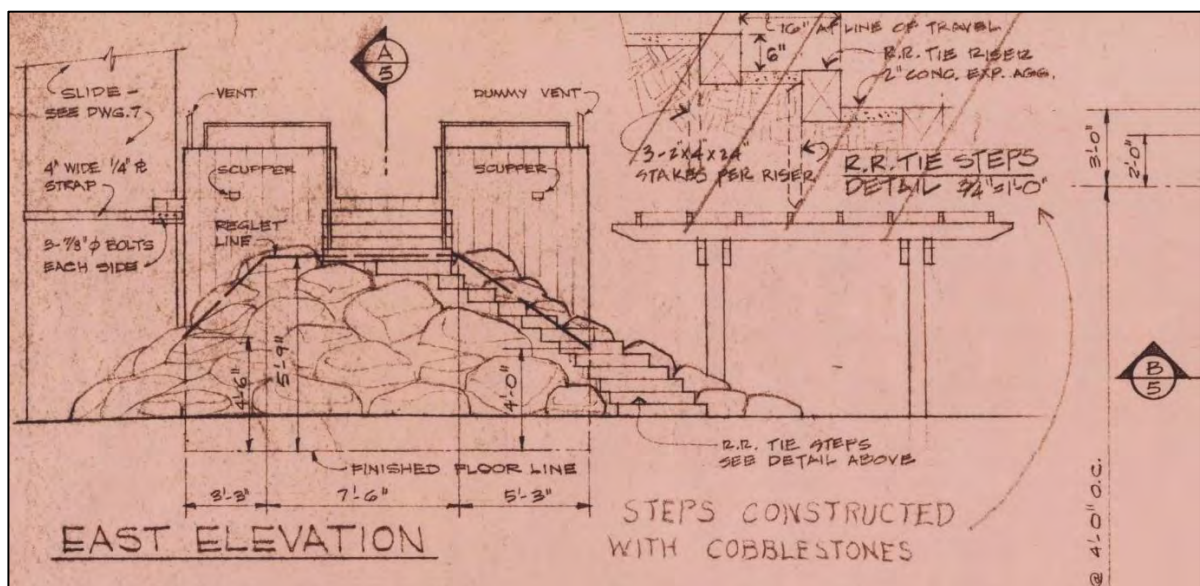 SLIDE -
SEE DWG. 7
4" WIDE 1/4" ℄
STRAP
3-7/8" ϕ BOLTS
EACH SIDE
VENT
A
5
DUMMY VENT
SCUPPER
SCUPPER
REGLET
LINE
16" AT LINE OF TRAVEL
6"
R.R. TIE RISER
2" CONC. EXP. AGG.
3-2"x4"x24"
STAKES PER RISER
R.R. TIE STEPS
DETAIL 3/4"=1'-0"
3'-0"
2'-0"
4'-6"
5'-9"
4'-0"
B
5
R.R. TIE STEPS
SEE DETAIL ABOVE
FINISHED FLOOR LINE
3'-3"
7'-6"
5'-3"
EAST ELEVATION
STEPS CONSTRUCTED
WITH COBBLESTONES
@ 4'-0" O.C.